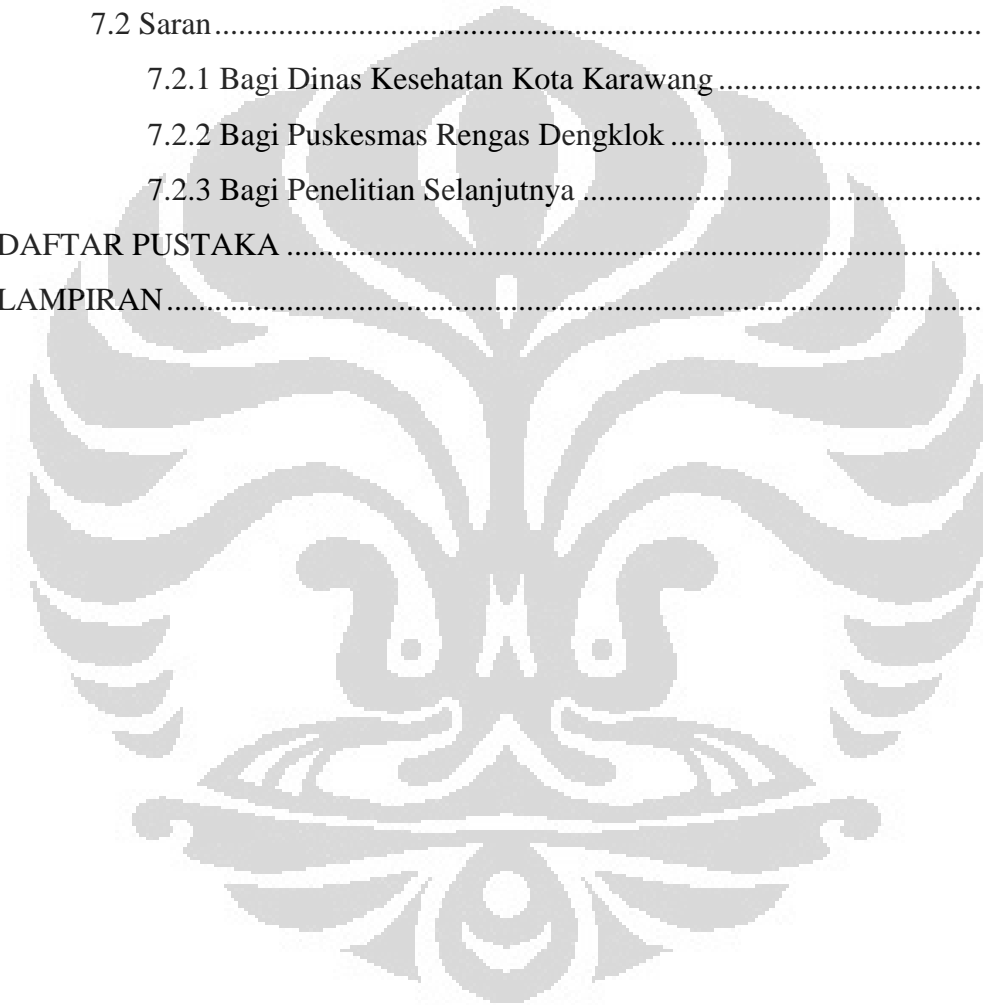 7.2 Saran ................................................................................................
7.2.1 Bagi Dinas Kesehatan Kota Karawang .................................
7.2.2 Bagi Puskesmas Rengas Dengklok .......................................
7.2.3 Bagi Penelitian Selanjutnya ..................................................
DAFTAR PUSTAKA .......................................................................................
LAMPIRAN......................................................................................................